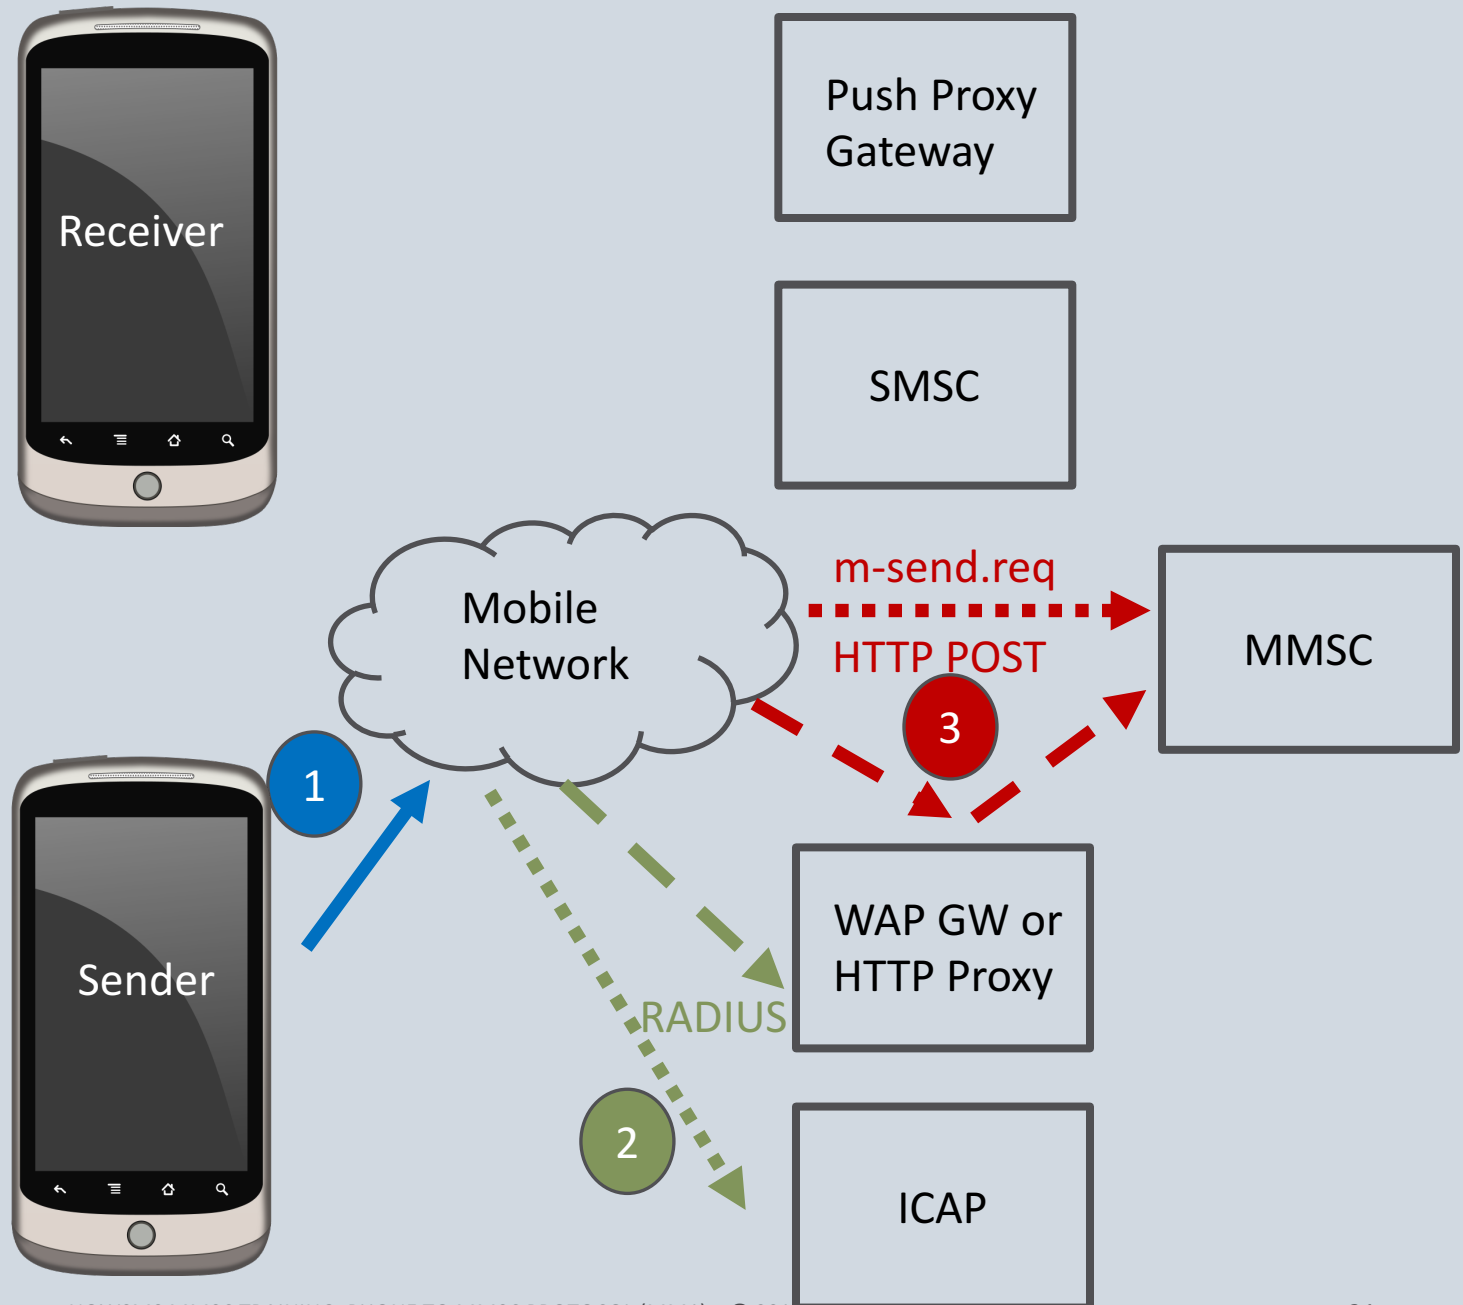 Push Proxy
Gateway
Receiver
SMSC
m-send.req
Mobile
Network
HTTP POST
MMSC
3
1
WAP GW or
HTTP Proxy
Sender
RADIUS
2
ICAP